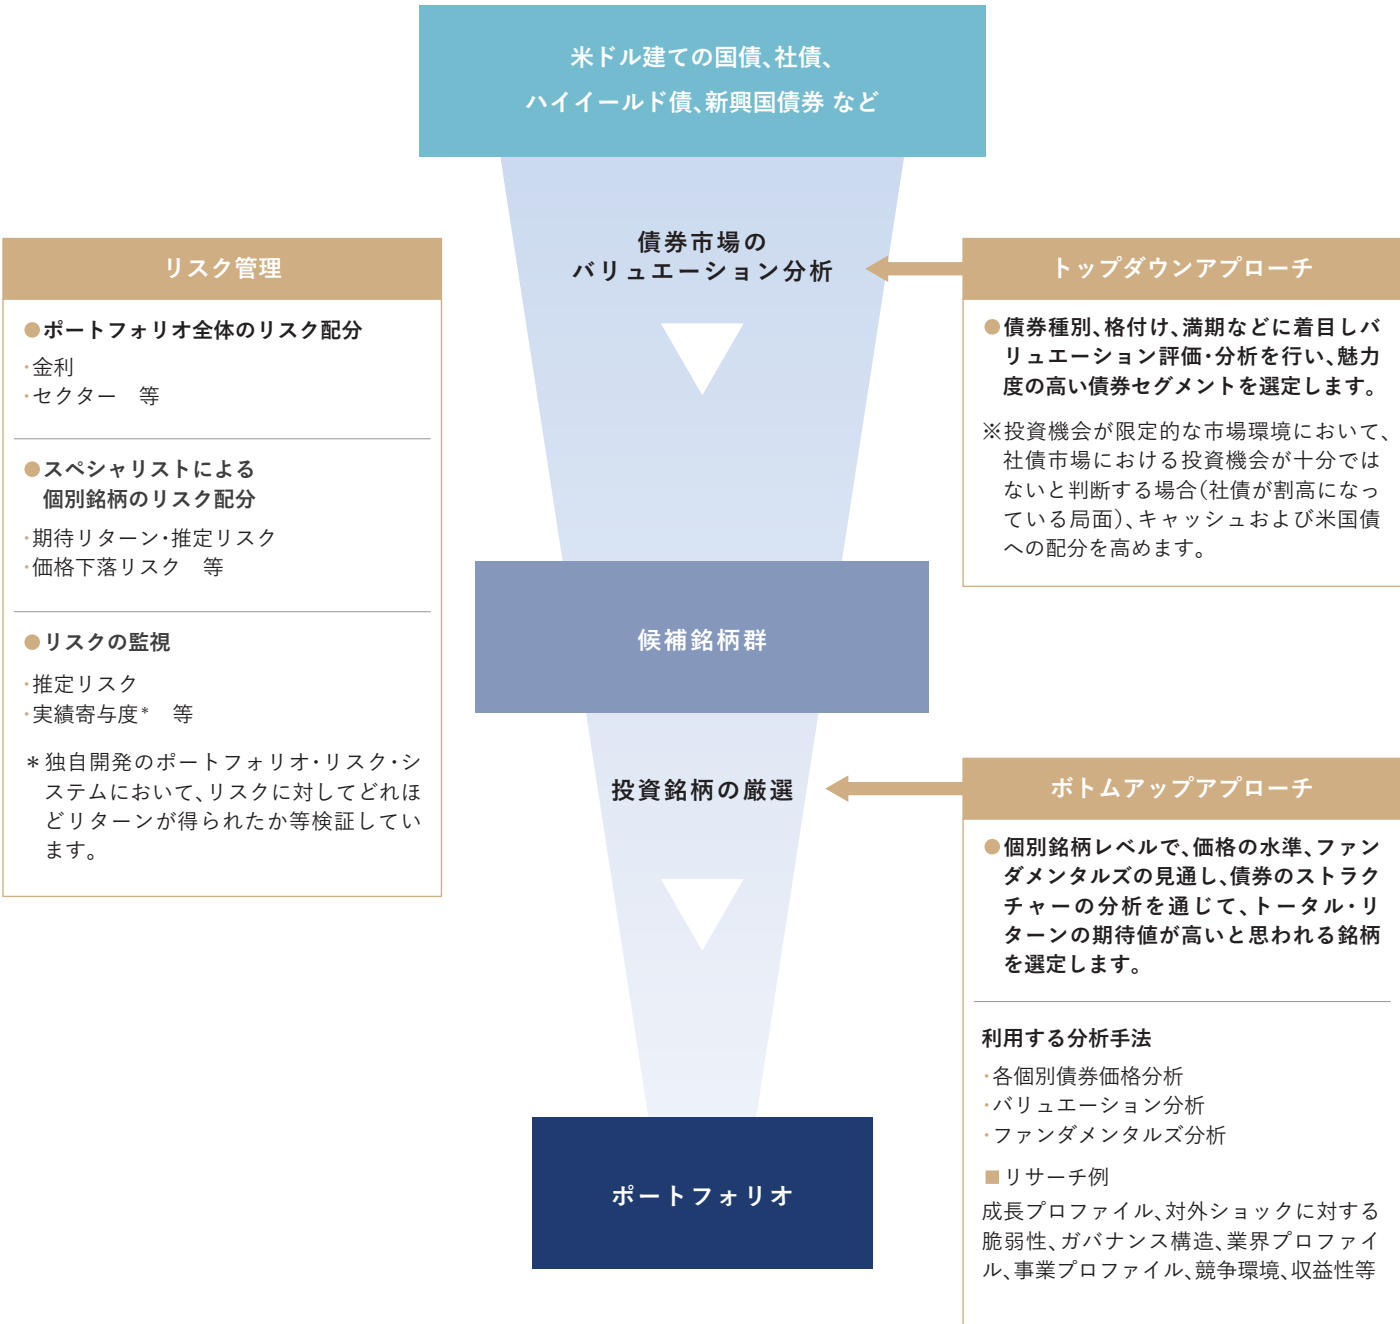 米ドル建ての国債、社債、
ハイイールド債、新興国債券 など
債券市場の
バリュエーション分析
候補銘柄群
投資銘柄の厳選
ポートフォリオ
リスク管理
●ポートフォリオ全体のリスク配分
・金利
・セクター　等
●スペシャリストによる
個別銘柄のリスク配分
・期待リターン・推定リスク
・価格下落リスク　等
●リスクの監視
・推定リスク
・実績寄与度*　等
＊独自開発のポートフォリオ・リスク・シ
ステムにおいて、リスクに対してどれほ
どリターンが得られたか等検証してい
ます。
トップダウンアプローチ
●債券種別、格付け、満期などに着目しバ
リュエーション評価・分析を行い、魅力
度の高い債券セグメントを選定します。
※投資機会が限定的な市場環境において、
社債市場における投資機会が十分では
ないと判断する場合（社債が割高になっ
ている局面）、キャッシュおよび米国債
への配分を高めます。
ボトムアップアプローチ
●個別銘柄レベルで、価格の水準、ファン
ダメンタルズの見通し、債券のストラク
チャーの分析を通じて、トータル・リ
ターンの期待値が高いと思われる銘柄
を選定します。
利用する分析手法
・各個別債券価格分析
・バリュエーション分析
・ファンダメンタルズ分析
■リサーチ例
成長プロファイル、対外ショックに対する
脆弱性、ガバナンス構造、業界プロファイ
ル、事業プロファイル、競争環境、収益性等